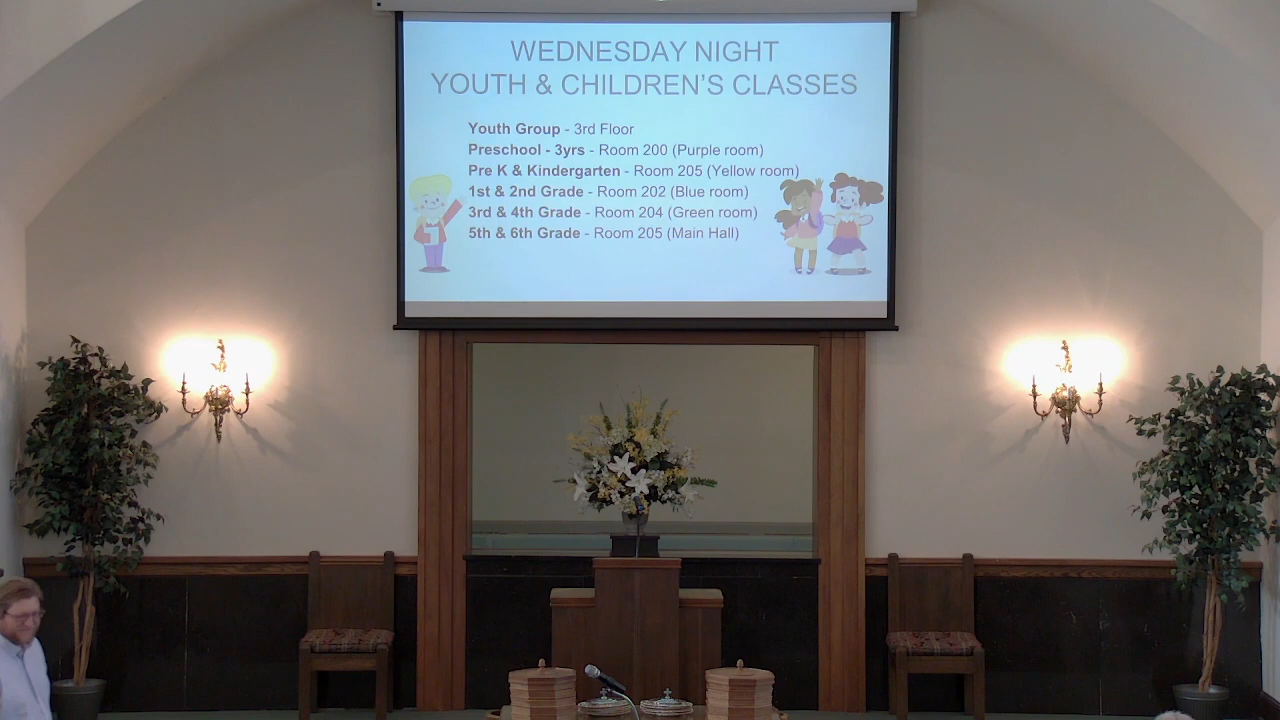 WEDNESDAY NIGHT
YOUTH & CHILDREN'S CLASSES
Youth Group - 3rd Floor
Preschool - 3yrs - Room 200 (Purple room)
Pre K & Kindergarten - Room 205 (Yellow room)
1st & 2nd Grade - Room 202 (Blue room)
3rd & 4th Grade - Room 204 (Green room)
5th & 6th Grade - Room 205 (Main Hall)